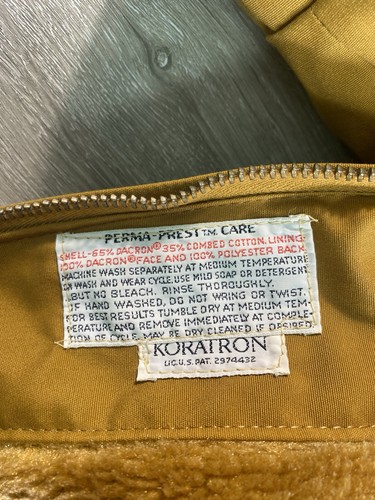 PERMA-PREST T.M. CARE
SHELL-65% DACRON® 35% COMBED COTTON. LINING-
100% DACRON® FACE AND 100% POLYESTER BACK.
MACHINE WASH SEPARATELY AT MEDIUM TEMPERATURE
ON WASH AND WEAR CYCLE. USE MILD SOAP OR DETERGENT
BUT NO BLEACH. RINSE THOROUGHLY.
IF HAND WASHED, DO NOT WRING OR TWIST.
FOR BEST RESULTS TUMBLE DRY AT MEDIUM TEM-
PERATURE AND REMOVE IMMEDIATELY AT COMPLE-
TION OF CYCLE. MAY BE DRY CLEANED IF DESIRED
KORATRON
LIC. U.S. PAT. 2974432